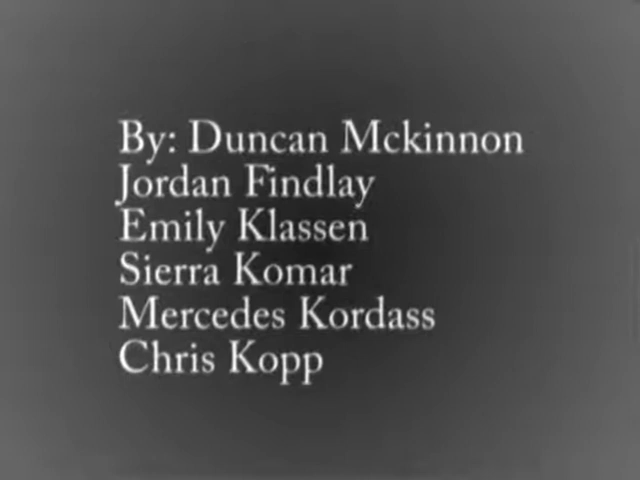 By: Duncan Mckinnon
Jordan Findlay
Emily Klassen
Sierra Komar
Mercedes Kordass
Chris Kopp